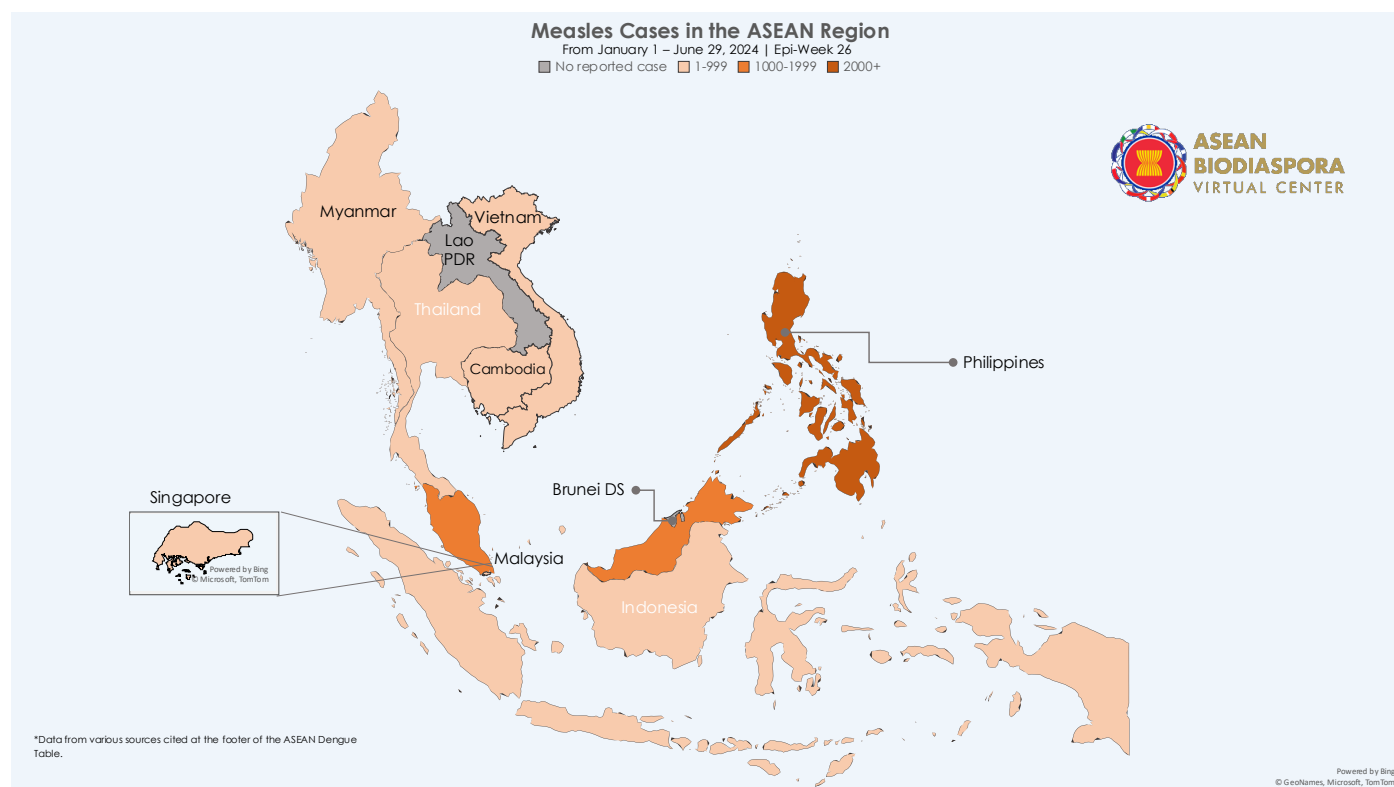 Measles Cases in the ASEAN Region
From January 1 – June 29, 2024 | Epi-Week 26
No reported case 1-999 1000-1999 2000+
ASEAN
BIODIASPORA
VIRTUAL CENTER
Myanmar
Vietnam
Lao
PDR
Thailand
Cambodia
Philippines
Brunei DS
Singapore
Powered by Bing
© Microsoft, TomTom
Malaysia
Indonesia
*Data from various sources cited at the footer of the ASEAN Dengue
Table.
Powered by Bing
© GeoNames, Microsoft, TomTom